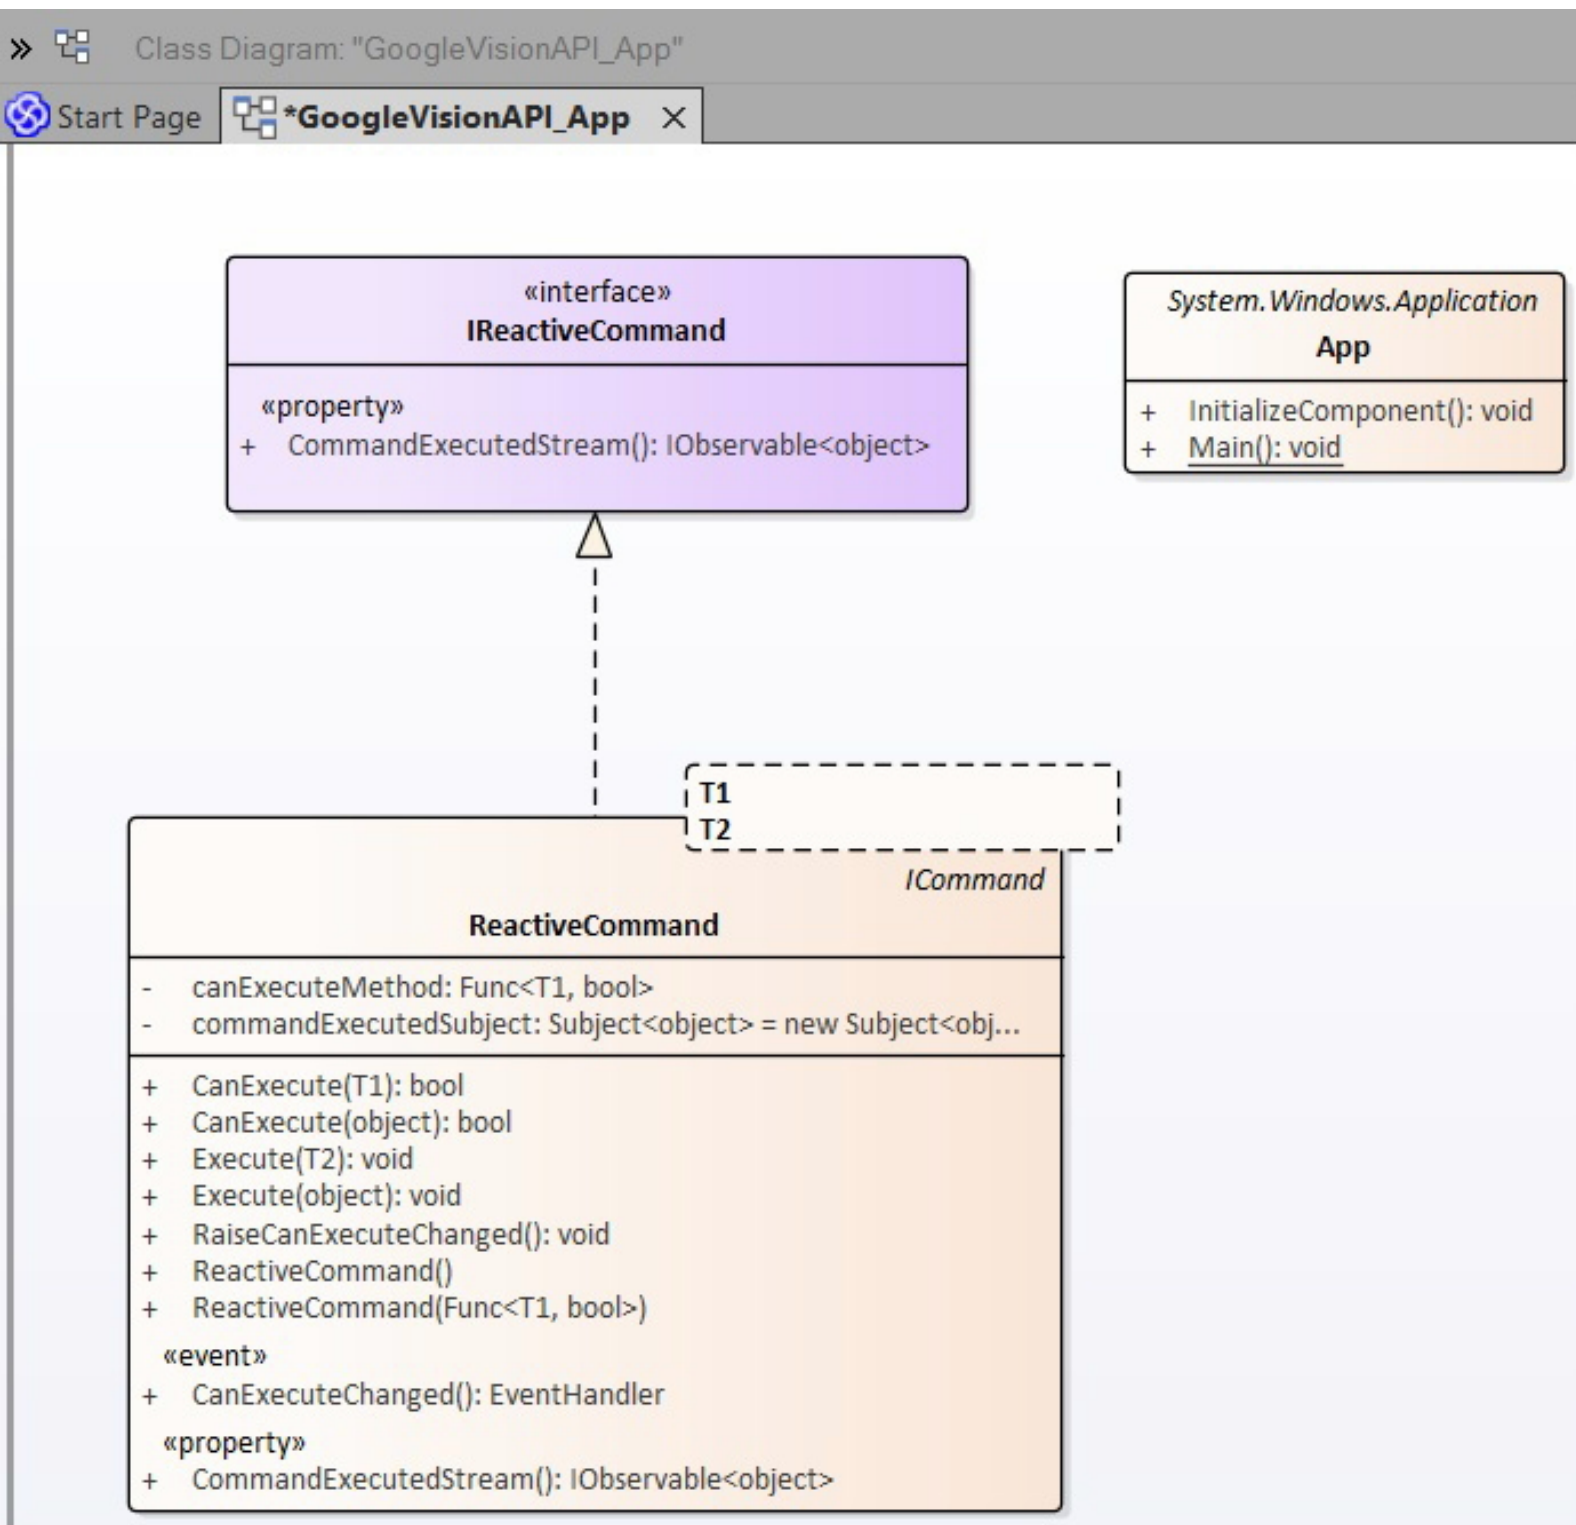 Class Diagram: "GoogleVisionAPI_App"
Start Page *GoogleVisionAPI_App
«interface»
IReactiveCommand
«property»
+ CommandExecutedStream(): IObservable<object>
System.Windows.Application
App
+ InitializeComponent(): void
+ Main(): void
T1
T2
ICommand
ReactiveCommand
- canExecuteMethod: Func<T1, bool>
- commandExecutedSubject: Subject<object> = new Subject<obj...
+ CanExecute(T1): bool
+ CanExecute(object): bool
+ Execute(T2): void
+ Execute(object): void
+ RaiseCanExecuteChanged(): void
+ ReactiveCommand()
+ ReactiveCommand(Func<T1, bool>)
«event»
+ CanExecuteChanged(): EventHandler
«property»
+ CommandExecutedStream(): IObservable<object>